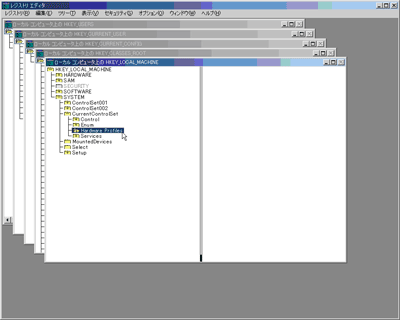 レジストリ エディタ
レジストリ(R) 編集(E) ツリー(T) 表示(V) セキュリティ(S) オプション(O) ウィンドウ(W) ヘルプ(H)
ローカル コンピュータ上の HKEY_USERS
ローカル コンピュータ上の HKEY_CURRENT_USER
ローカル コンピュータ上の HKEY_CURRENT_CONFIG
ローカル コンピュータ上の HKEY_CLASSES_ROOT
ローカル コンピュータ上の HKEY_LOCAL_MACHINE
HKEY_LOCAL_MACHINE
HARDWARE
SAM
SECURITY
SOFTWARE
SYSTEM
ControlSet001
ControlSet002
CurrentControlSet
Control
Enum
Hardware Profiles
Services
MountedDevices
Select
Setup